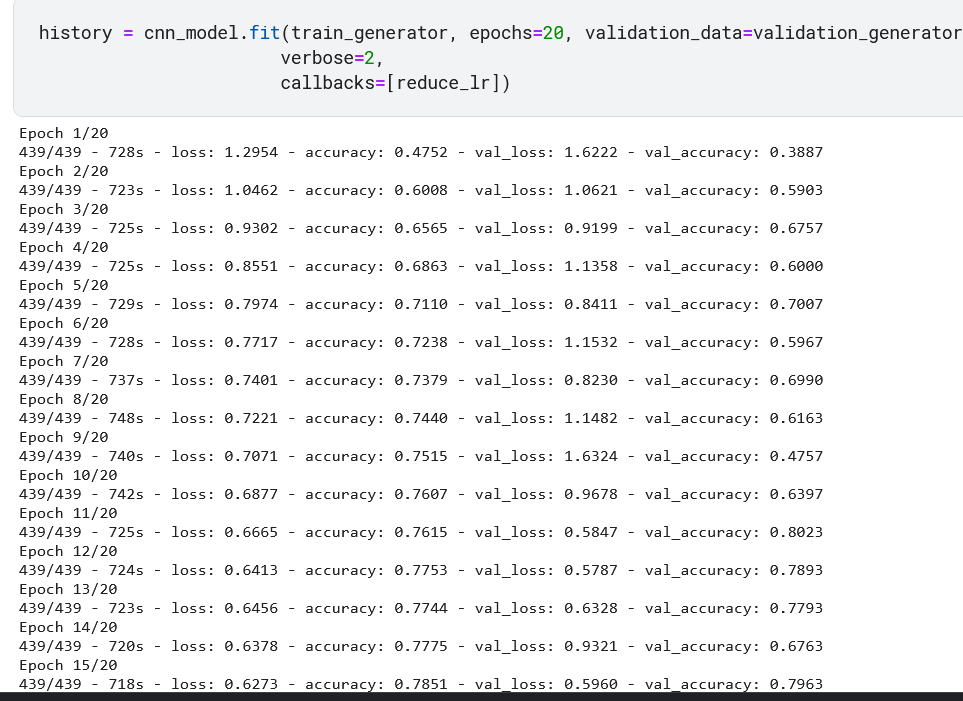 history = cnn_model.fit(train_generator, epochs=20, validation_data=validation_generator
verbose=2,
callbacks=[reduce_lr])
Epoch 1/20
439/439 - 728s - loss: 1.2954 - accuracy: 0.4752 - val_loss: 1.6222 - val_accuracy: 0.3887
Epoch 2/20
439/439 - 723s - loss: 1.0462 - accuracy: 0.6008 - val_loss: 1.0621 - val_accuracy: 0.5903
Epoch 3/20
439/439 - 725s - loss: 0.9302 - accuracy: 0.6565 - val_loss: 0.9199 - val_accuracy: 0.6757
Epoch 4/20
439/439 - 725s - loss: 0.8551 - accuracy: 0.6863 - val_loss: 1.1358 - val_accuracy: 0.6000
Epoch 5/20
439/439 - 729s - loss: 0.7974 - accuracy: 0.7110 - val_loss: 0.8411 - val_accuracy: 0.7007
Epoch 6/20
439/439 - 728s - loss: 0.7717 - accuracy: 0.7238 - val_loss: 1.1532 - val_accuracy: 0.5967
Epoch 7/20
439/439 - 737s - loss: 0.7401 - accuracy: 0.7379 - val_loss: 0.8230 - val_accuracy: 0.6990
Epoch 8/20
439/439 - 748s - loss: 0.7221 - accuracy: 0.7440 - val_loss: 1.1482 - val_accuracy: 0.6163
Epoch 9/20
439/439 - 740s - loss: 0.7071 - accuracy: 0.7515 - val_loss: 1.6324 - val_accuracy: 0.4757
Epoch 10/20
439/439 - 742s - loss: 0.6877 - accuracy: 0.7607 - val_loss: 0.9678 - val_accuracy: 0.6397
Epoch 11/20
439/439 - 725s - loss: 0.6665 - accuracy: 0.7615 - val_loss: 0.5847 - val_accuracy: 0.8023
Epoch 12/20
439/439 - 724s - loss: 0.6413 - accuracy: 0.7753 - val_loss: 0.5787 - val_accuracy: 0.7893
Epoch 13/20
439/439 - 723s - loss: 0.6456 - accuracy: 0.7744 - val_loss: 0.6328 - val_accuracy: 0.7793
Epoch 14/20
439/439 - 720s - loss: 0.6378 - accuracy: 0.7775 - val_loss: 0.9321 - val_accuracy: 0.6763
Epoch 15/20
439/439 - 718s - loss: 0.6273 - accuracy: 0.7851 - val_loss: 0.5960 - val_accuracy: 0.7963